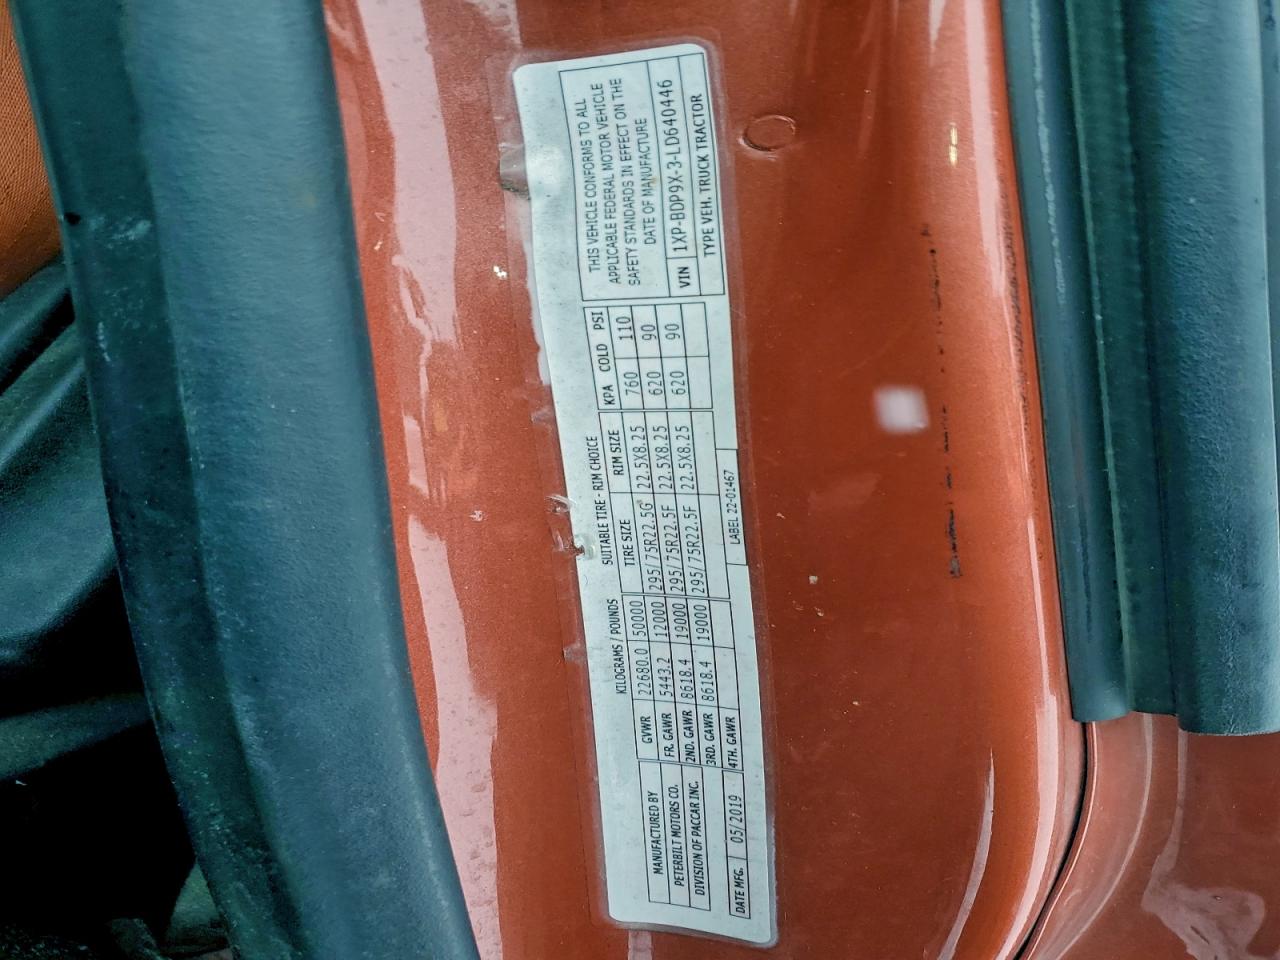 MANUFACTURED BY
PETERBILT MOTORS CO.
DIVISION OF PACCAR INC.
DATE MFG. 05/2019
KILOGRAMS / POUNDS SUITABLE TIRE - RIM CHOICE
TIRE SIZE RIM SIZE KPA COLD PSI
GVWR 22680.0 50000
FR. GAWR 5443.2 12000 295/75R22.5G 22.5X8.25 760 110
2ND. GAWR 8618.4 19000 295/75R22.5F 22.5X8.25 620 90
3RD. GAWR 8618.4 19000 295/75R22.5F 22.5X8.25 620 90
4TH. GAWR
LABEL 22-01467
THIS VEHICLE CONFORMS TO ALL
APPLICABLE FEDERAL MOTOR VEHICLE
SAFETY STANDARDS IN EFFECT ON THE
DATE OF MANUFACTURE
VIN 1XP-BDP9X-3-LD640446
TYPE VEH. TRUCK TRACTOR